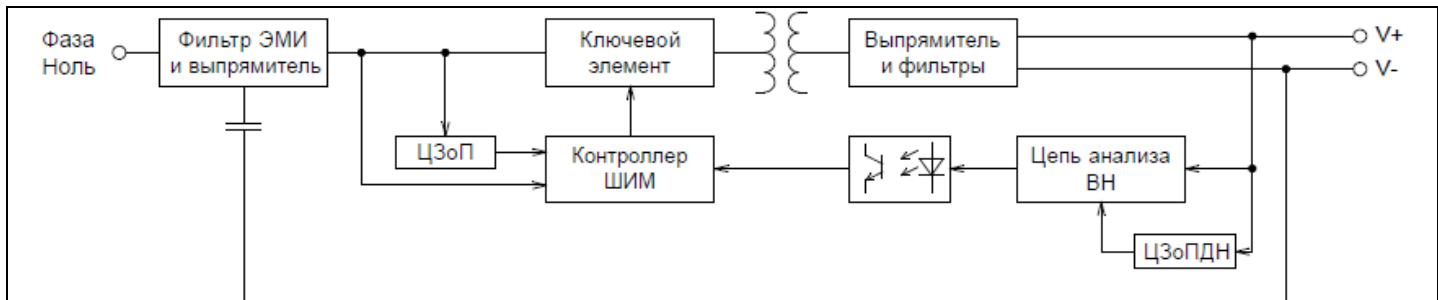 Фаза
Ноль
Фильтр ЭМИ
и выпрямитель
Ключевой
элемент
Выпрямитель
и фильтры
V+
V-
ЦЗоП
Контроллер
ШИМ
Цепь анализа
ВН
ЦЗоПДН